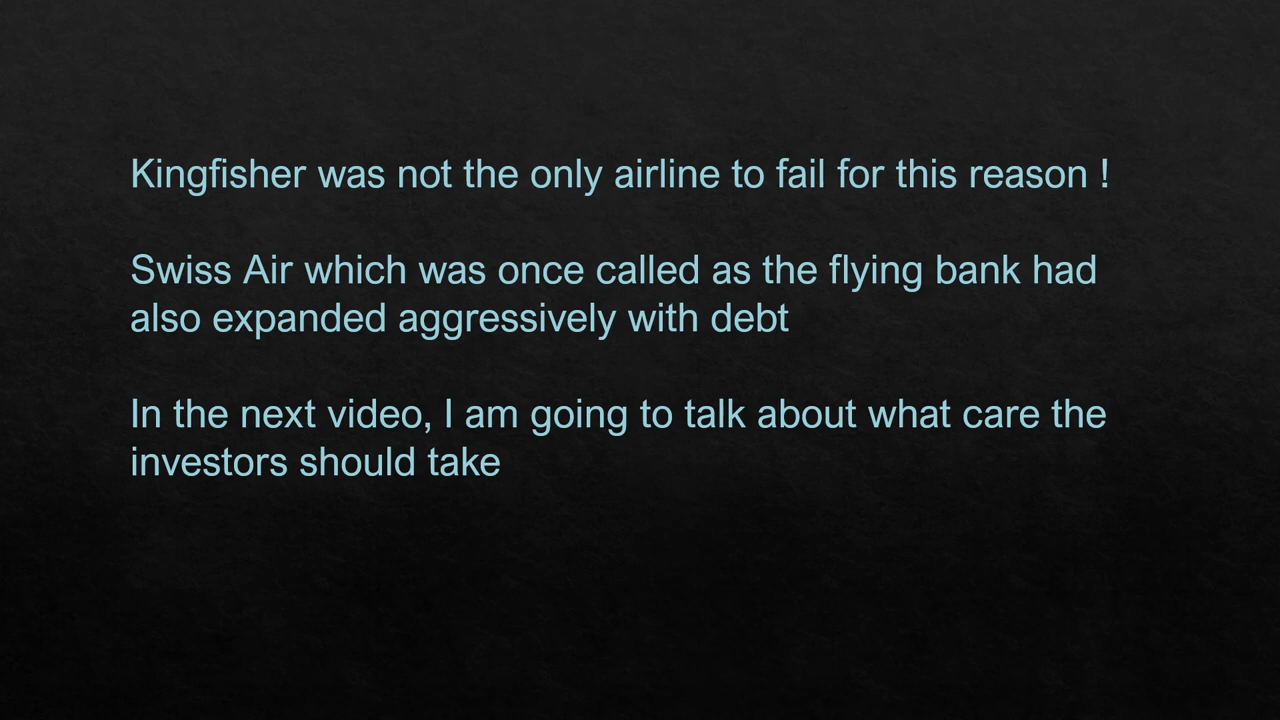 Kingfisher was not the only airline to fail for this reason !
Swiss Air which was once called as the flying bank had
also expanded aggressively with debt
In the next video, I am going to talk about what care the
investors should take